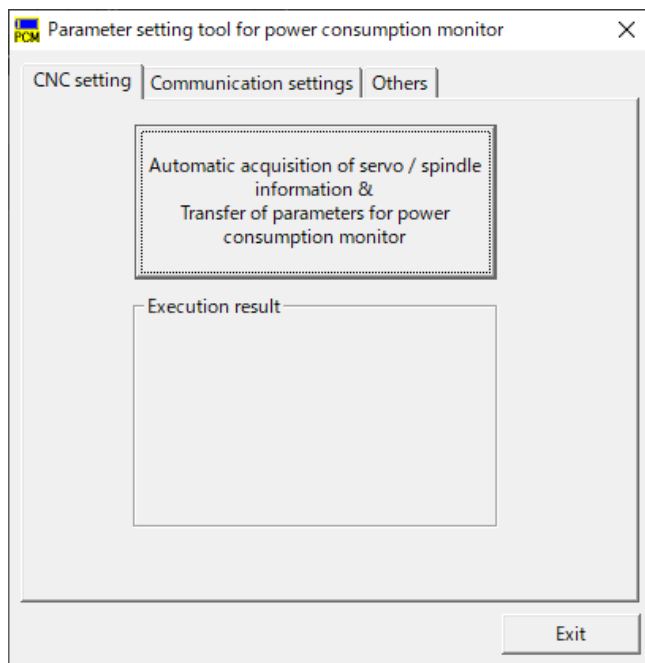 PCM Parameter setting tool for power consumption monitor
CNC setting Communication settings Others
Automatic acquisition of servo / spindle
information &
Transfer of parameters for power
consumption monitor
Execution result
Exit